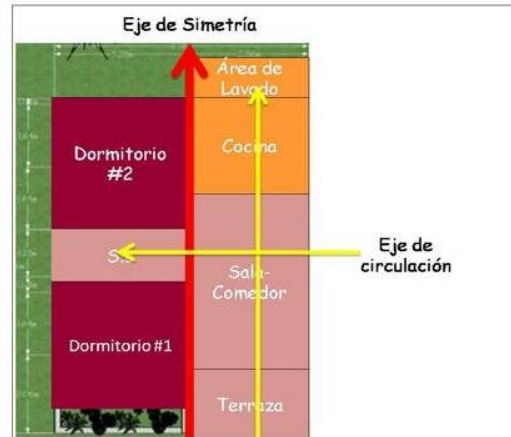 Eje de Simetría
Área de
Lavado
Dormitorio
#2
Cocina
S.S
Eje de
circulación
Sala-
Comedor
Dormitorio #1
Terraza